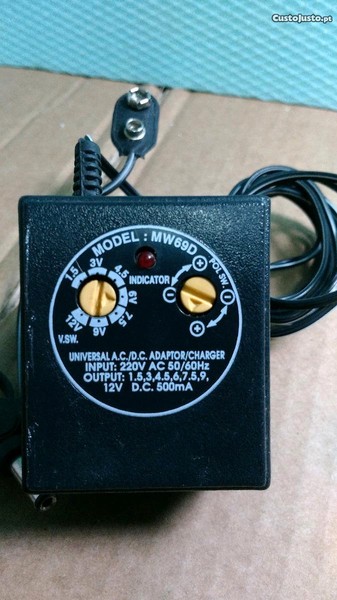 CustoJusto.pt
MODEL : MW69D
1.5 3V 4.5 6V 7.5 9V 12V
V.SW.
INDICATOR
POL SW.
+ −
− +
UNIVERSAL A.C./D.C. ADAPTOR/CHARGER
INPUT: 220V AC 50/60Hz
OUTPUT: 1.5,3,4.5,6,7.5,9,
12V D.C. 500mA